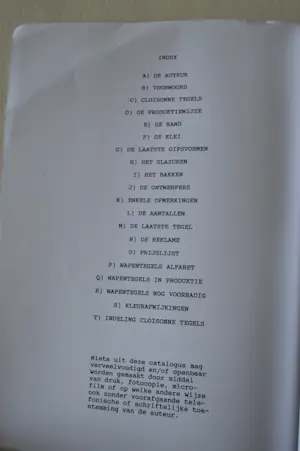 INDEX
A) DE AUTEUR
B) VOORWOORD
C) CLOISONNE TEGELS
D) DE PRODUKTIEWIJZE
E) DE RAND
F) DE KLEI
G) DE LAATSTE GIPSVORMEN
H) HET GLAZUREN
I) HET BAKKEN
J) DE ONTWERPERS
K) ENKELE OPMERKINGEN
L) DE AANTALLEN
M) DE LAATSTE TEGEL
N) DE REKLAME
O) PRIJSLIJST
P) WAPENTEGELS ALFABET
Q) WAPENTEGELS IN PRODUKTIE
R) WAPENTEGELS NOG VOORRADIG
S) KLEURAFWIJKINGEN
T) INDELING CLOISONNE TEGELS
Niets uit deze catalogus mag
verveelvoudigd en/of openbaar
worden gemaakt door middel
van druk, fotocopie, micro-
film of op welke andere wijze
ook zonder voorafgaande tele-
fonische of schriftelijke toe-
stemming van de auteur.